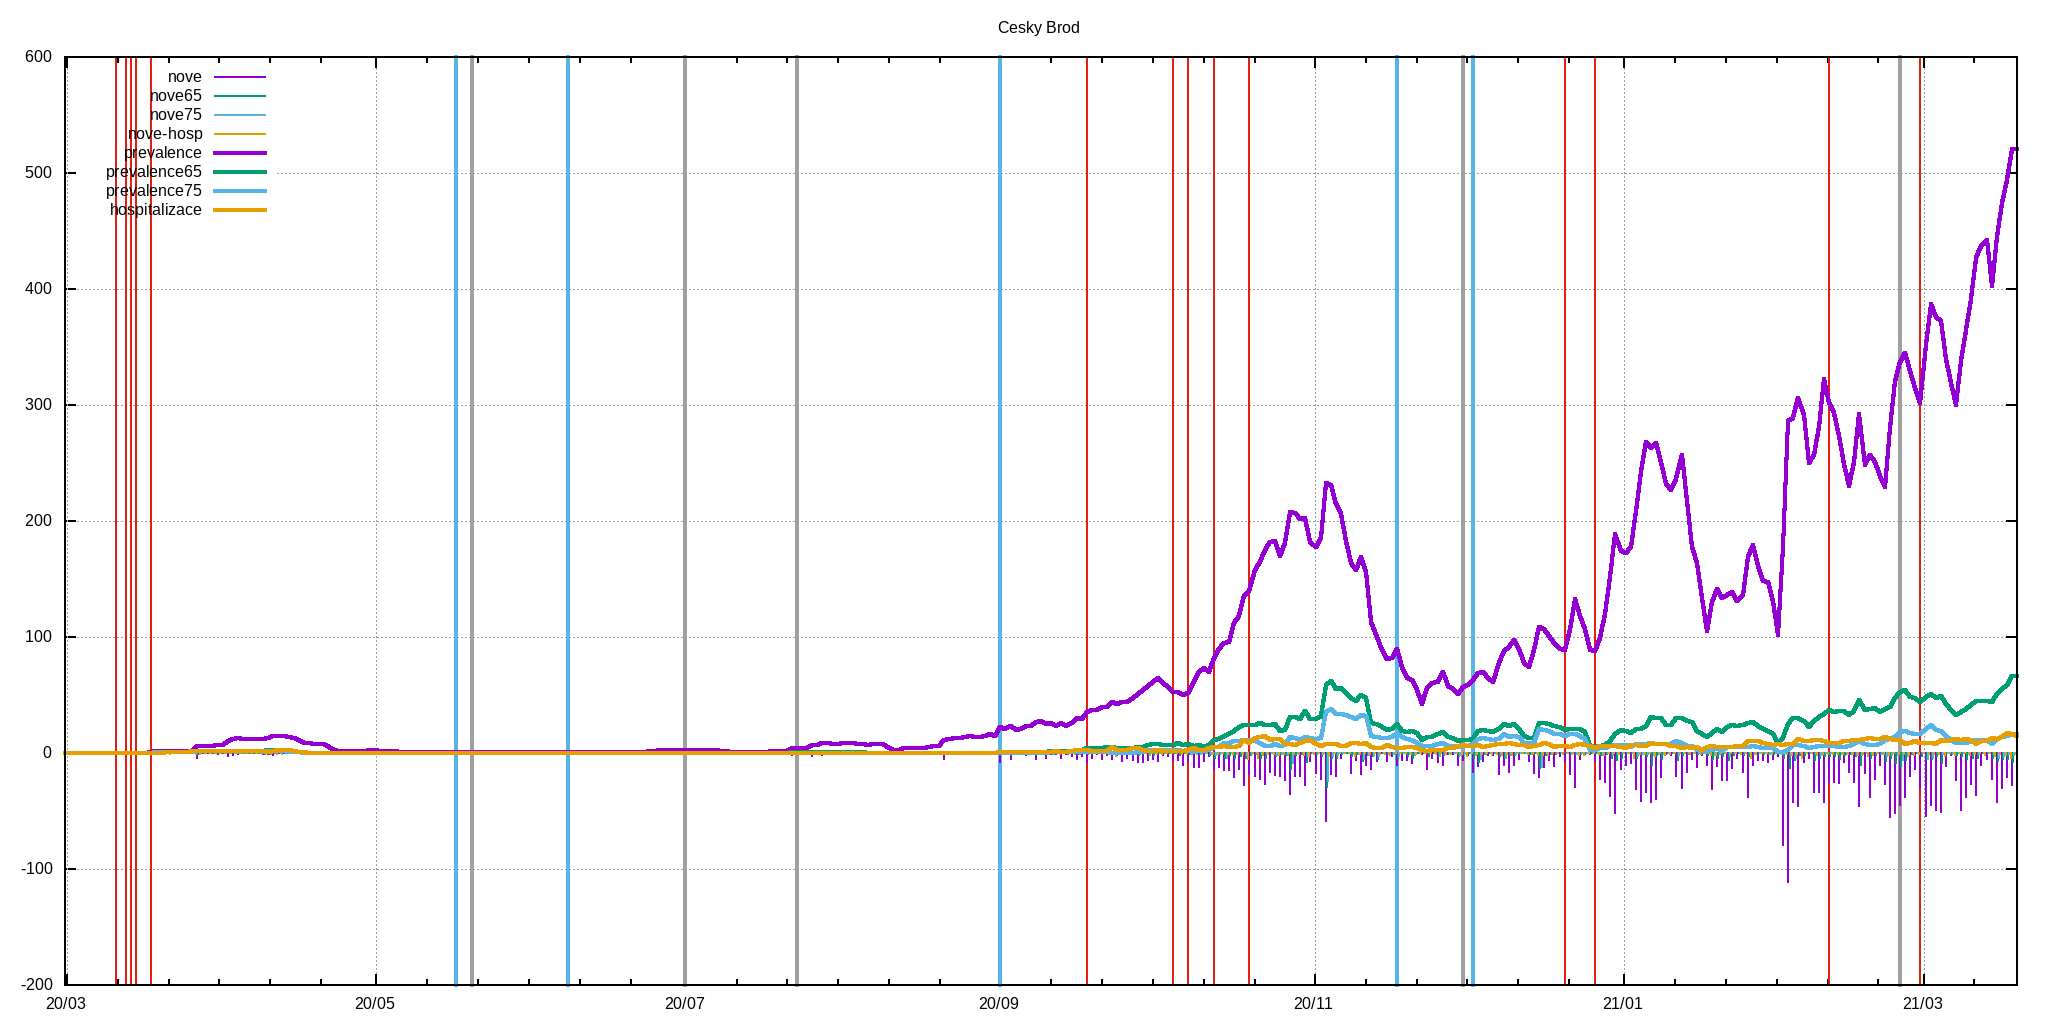 Cesky Brod
600
500
400
300
200
100
0
-100
-200
nove
nove65
nove75
nove-hosp
prevalence
prevalence65
prevalence75
hospitalizace
20/03 20/05 20/07 20/09 20/11 21/01 21/03